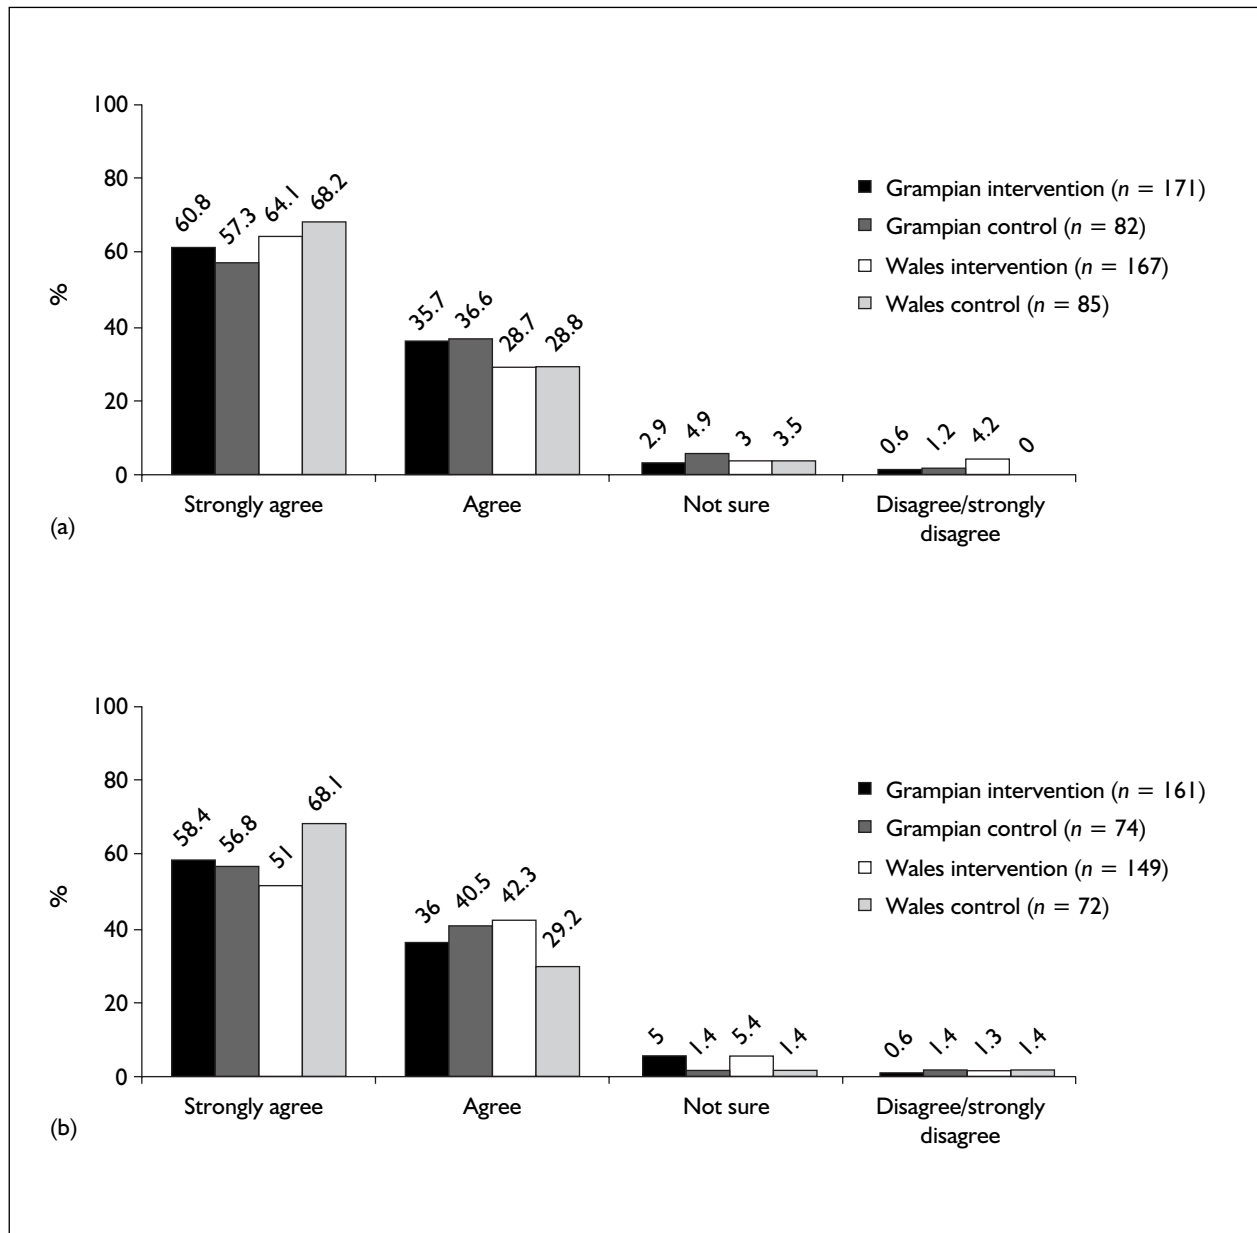 100
80
60
40
20
0
%
60.8
57.3
64.1
68.2
35.7
36.6
28.7
28.8
2.9
4.9
3
3.5
0.6
1.2
4.2
0
Grampian intervention (n = 171)
Grampian control (n = 82)
Wales intervention (n = 167)
Wales control (n = 85)
Strongly agree
Agree
Not sure
Disagree/strongly
disagree
(a)
100
80
60
40
20
0
%
58.4
56.8
51
68.1
36
40.5
42.3
29.2
5
1.4
5.4
1.4
0.6
1.4
1.3
1.4
Grampian intervention (n = 161)
Grampian control (n = 74)
Wales intervention (n = 149)
Wales control (n = 72)
Strongly agree
Agree
Not sure
Disagree/strongly
disagree
(b)